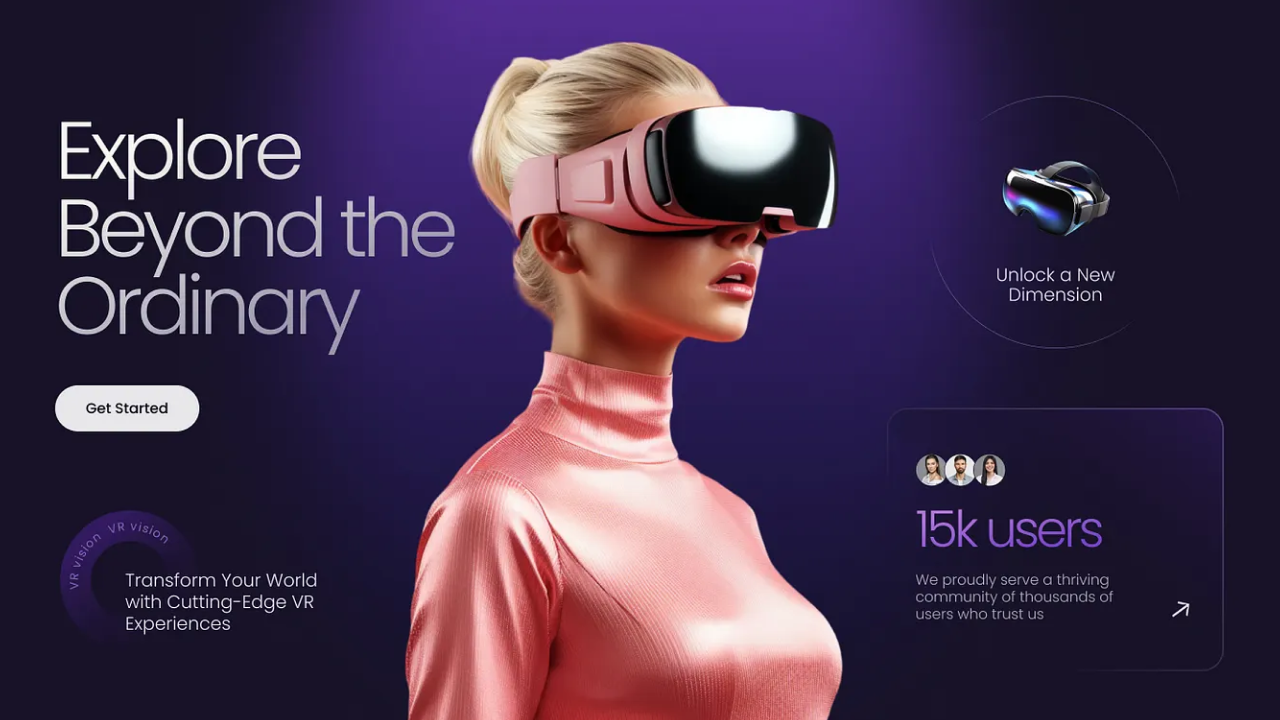 Explore
Beyond the
Ordinary
Get Started
VR vision VR vision
Transform Your World
with Cutting-Edge VR
Experiences
Unlock a New
Dimension
15k users
We proudly serve a thriving
community of thousands of
users who trust us